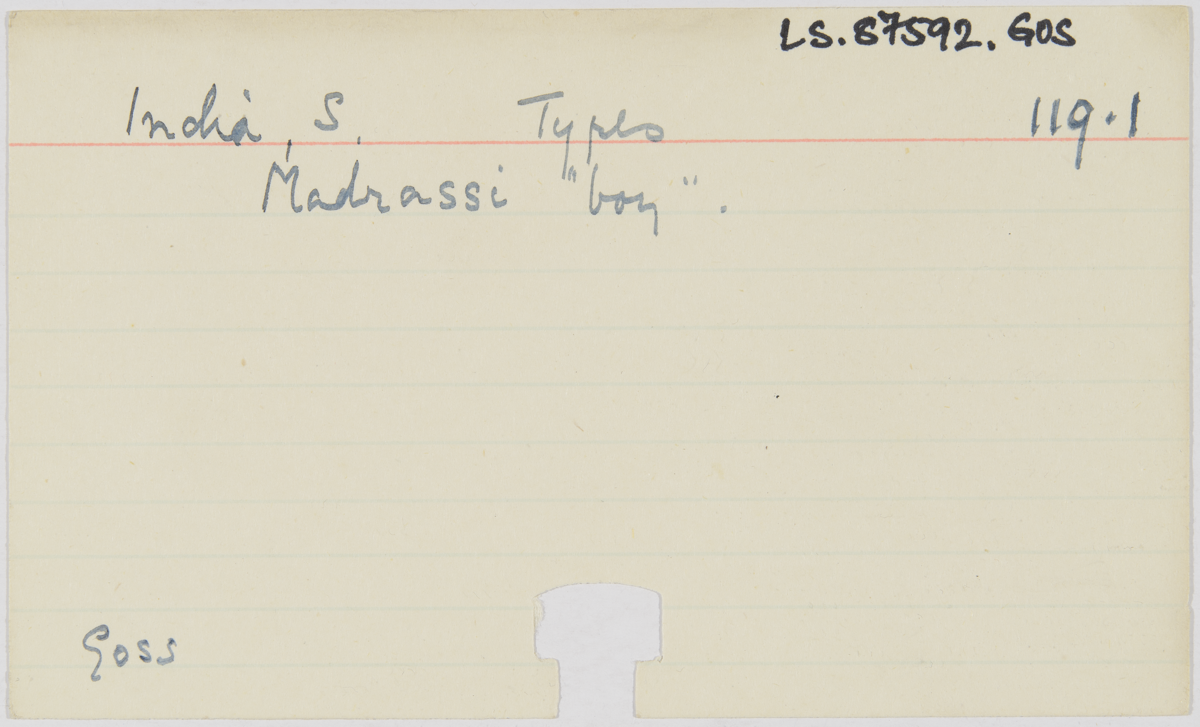 LS.87592.GOS
India, S. Types 119.1
Madrassi "boy".
Goss